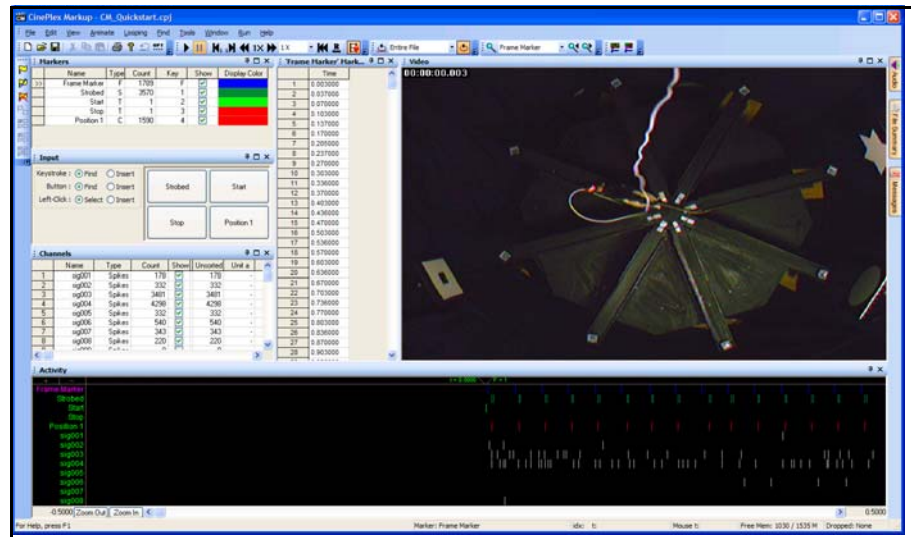 CinePlex Markup - CM_Quickstart.cpj
File Edit View Animate Looping Find Tools Window Run Help
1X 1 X Entire File Frame Marker
Markers
Name Type Count Key Show Display Color
>> Frame Marker F 1789 F
Strobed S 3570 1
Start T 1 2
Stop T 1 3
Position 1 C 1590 4
Input
Keystroke : Find Insert
Button : Find Insert
Left-Click : Select Insert
Strobed Start
Stop Position 1
Channels
Name Type Count Show Unsorted Unit a
1 sig001 Spikes 178 178 -
2 sig002 Spikes 332 332 -
3 sig003 Spikes 3481 3481 -
4 sig004 Spikes 4298 4298 -
5 sig005 Spikes 332 332 -
6 sig006 Spikes 540 540 -
7 sig007 Spikes 343 343 -
8 sig008 Spikes 220 220 -
'Frame Marker' Mark...
Time
1 0.003000
2 0.037000
3 0.070000
4 0.103000
5 0.137000
6 0.170000
7
8 0.237000
9 0.270000
10 0.303000
11 0.336000
12 0.370000
13 0.403000
14 0.436000
15 0.470000
16 0.503000
17 0.536000
18 0.570000
19 0.603000
20 0.636000
21 0.670000
22 0.703000
23 0.736000
24 0.770000
25 0.803000
26 0.836000
27 0.870000
28 0.903000
Video
00:00:00.003
Audio
File Summary
Messages
Activity
+ -
Frame Marker
Strobed
Start
Stop
Position 1
sig001
sig002
sig003
sig004
sig005
sig006
sig007
sig008
-0.5000 Zoom Out Zoom In 0.5000
For Help, press F1 Marker: Frame Marker idx: t: Mouse t: Free Mem: 1030 / 1535 M Dropped: None